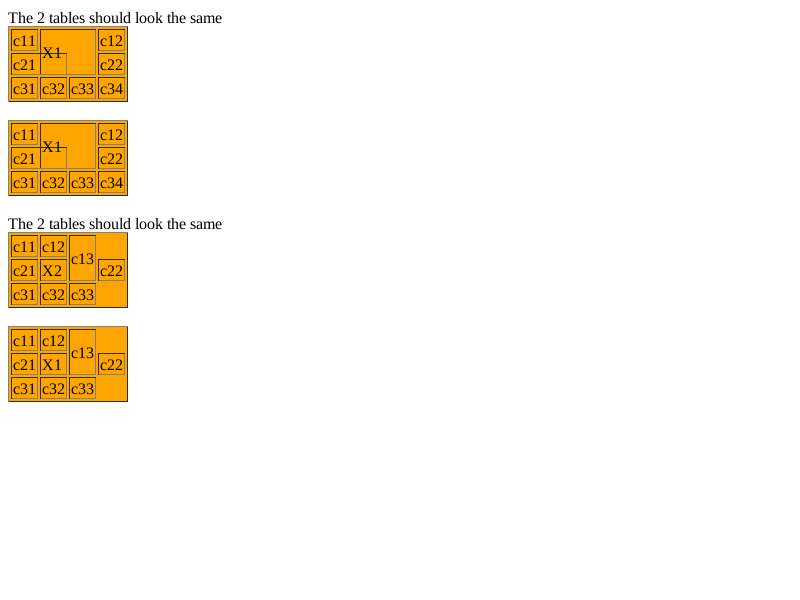 The 2 tables should look the same
c11 X1 c12
c21 c22
c31 c32 c33 c34
c11 X1 c12
c21 c22
c31 c32 c33 c34
The 2 tables should look the same
c11 c12 c13
c21 X2 c22
c31 c32 c33
c11 c12 c13
c21 X1 c22
c31 c32 c33